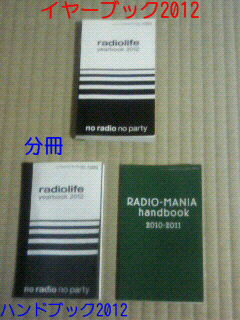 イヤーブック2012
radiolife
yearbook 2012
no radio no party
分冊
radiolife
yearbook 2012
no radio no party
RADIO-MANIA
handbook
2010-2011
ハンドブック2012